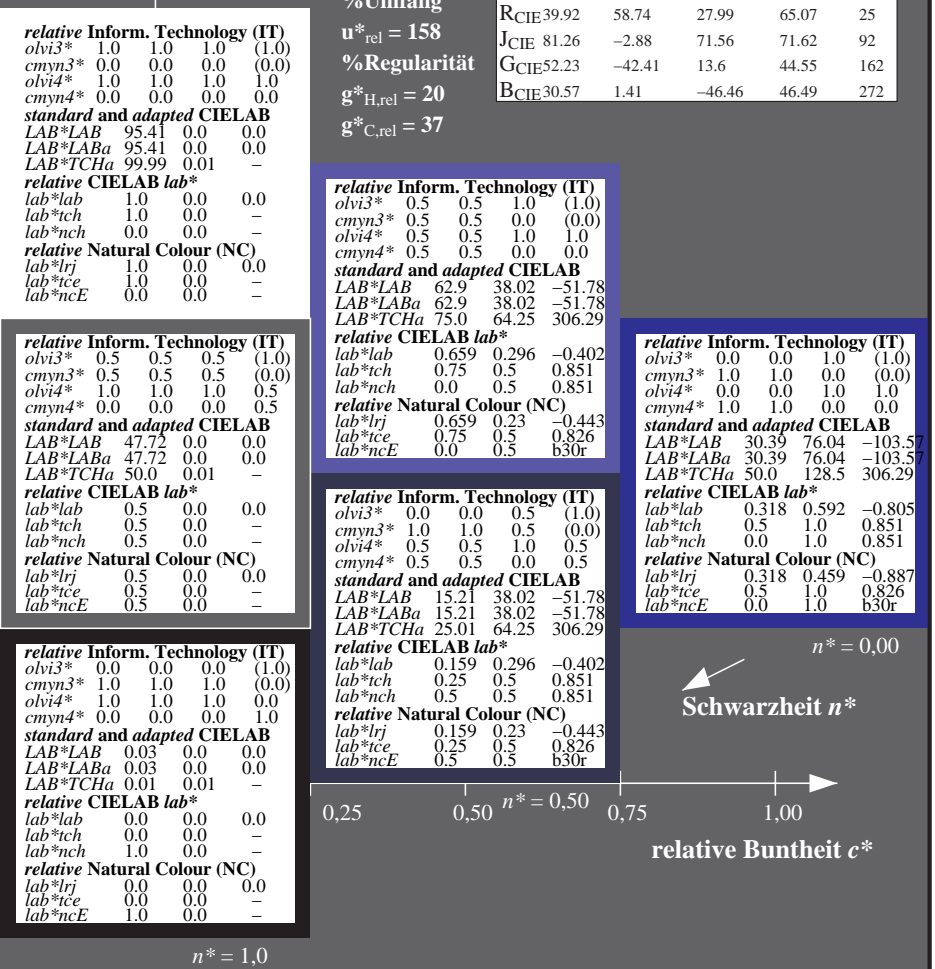 %Umfang
u*rel = 158
%Regularität
g*H,rel = 20
g*C,rel = 37
RCIE 39.92 58.74 27.99 65.07 25
JCIE 81.26 −2.88 71.56 71.62 92
GCIE 52.23 −42.41 13.6 44.55 162
BCIE 30.57 1.41 −46.46 46.49 272
relative Inform. Technology (IT)
olvi3* 1.0 1.0 1.0 (1.0)
cmyn3* 0.0 0.0 0.0 (0.0)
olvi4* 1.0 1.0 1.0 1.0
cmyn4* 0.0 0.0 0.0 0.0
standard and adapted CIELAB
LAB*LAB 95.41 0.0 0.0
LAB*LABa 95.41 0.0 0.0
LAB*TCHa 99.99 0.01 –
relative CIELAB lab*
lab*lab 1.0 0.0 0.0
lab*tch 1.0 0.0 –
lab*nch 0.0 0.0 –
relative Natural Colour (NC)
lab*lrj 1.0 0.0 0.0
lab*tce 1.0 0.0 –
lab*ncE 0.0 0.0 –
relative Inform. Technology (IT)
olvi3* 0.5 0.5 1.0 (1.0)
cmyn3* 0.5 0.5 0.0 (0.0)
olvi4* 0.5 0.5 1.0 1.0
cmyn4* 0.5 0.5 0.0 0.0
standard and adapted CIELAB
LAB*LAB 62.9 38.02 −51.78
LAB*LABa 62.9 38.02 −51.78
LAB*TCHa 75.0 64.25 306.29
relative CIELAB lab*
lab*lab 0.659 0.296 −0.402
lab*tch 0.75 0.5 0.851
lab*nch 0.0 0.5 0.851
relative Natural Colour (NC)
lab*lrj 0.659 0.23 −0.443
lab*tce 0.75 0.5 0.826
lab*ncE 0.0 0.5 b30r
relative Inform. Technology (IT)
olvi3* 0.5 0.5 0.5 (1.0)
cmyn3* 0.5 0.5 0.5 (0.0)
olvi4* 1.0 1.0 1.0 0.5
cmyn4* 0.0 0.0 0.0 0.5
standard and adapted CIELAB
LAB*LAB 47.72 0.0 0.0
LAB*LABa 47.72 0.0 0.0
LAB*TCHa 50.0 0.01 –
relative CIELAB lab*
lab*lab 0.5 0.0 0.0
lab*tch 0.5 0.0 –
lab*nch 0.5 0.0 –
relative Natural Colour (NC)
lab*lrj 0.5 0.0 0.0
lab*tce 0.5 0.0 –
lab*ncE 0.5 0.0 –
relative Inform. Technology (IT)
olvi3* 0.0 0.0 1.0 (1.0)
cmyn3* 1.0 1.0 0.0 (0.0)
olvi4* 0.0 0.0 1.0 1.0
cmyn4* 1.0 1.0 0.0 0.0
standard and adapted CIELAB
LAB*LAB 30.39 76.04 −103.57
LAB*LABa 30.39 76.04 −103.57
LAB*TCHa 50.0 128.5 306.29
relative CIELAB lab*
lab*lab 0.318 0.592 −0.805
lab*tch 0.5 1.0 0.851
lab*nch 0.0 1.0 0.851
relative Natural Colour (NC)
lab*lrj 0.318 0.459 −0.887
lab*tce 0.5 1.0 0.826
lab*ncE 0.0 1.0 b30r
relative Inform. Technology (IT)
olvi3* 0.0 0.0 0.5 (1.0)
cmyn3* 1.0 1.0 0.5 (0.0)
olvi4* 0.5 0.5 1.0 0.5
cmyn4* 0.5 0.5 0.0 0.5
standard and adapted CIELAB
LAB*LAB 15.21 38.02 −51.78
LAB*LABa 15.21 38.02 −51.78
LAB*TCHa 25.01 64.25 306.29
relative CIELAB lab*
lab*lab 0.159 0.296 −0.402
lab*tch 0.25 0.5 0.851
lab*nch 0.5 0.5 0.851
relative Natural Colour (NC)
lab*lrj 0.159 0.23 −0.443
lab*tce 0.25 0.5 0.826
lab*ncE 0.5 0.5 b30r
relative Inform. Technology (IT)
olvi3* 0.0 0.0 0.0 (1.0)
cmyn3* 1.0 1.0 1.0 (0.0)
olvi4* 1.0 1.0 1.0 0.0
cmyn4* 0.0 0.0 0.0 1.0
standard and adapted CIELAB
LAB*LAB 0.03 0.0 0.0
LAB*LABa 0.03 0.0 0.0
LAB*TCHa 0.01 0.01 –
relative CIELAB lab*
lab*lab 0.0 0.0 0.0
lab*tch 0.0 0.0 –
lab*nch 1.0 0.0 –
relative Natural Colour (NC)
lab*lrj 0.0 0.0 0.0
lab*tce 0.0 0.0 –
lab*ncE 1.0 0.0 –
n* = 0,00
Schwarzheit n*
n* = 0,50
0,25 0,50 0,75 1,00
relative Buntheit c*
n* = 1,0